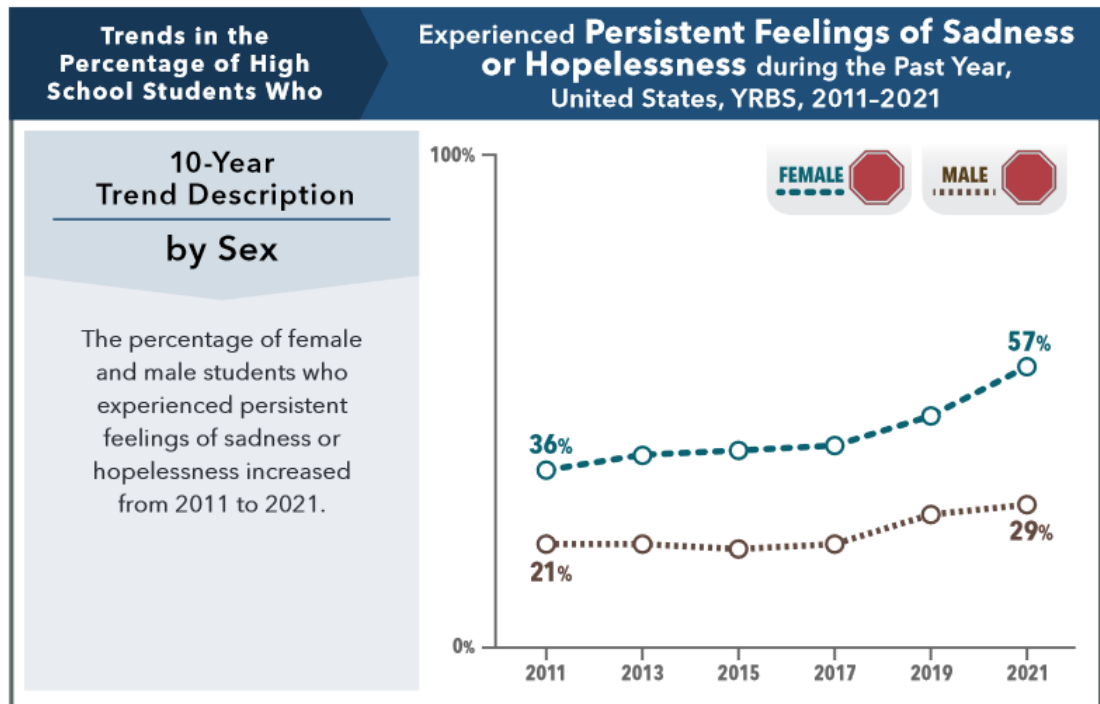 Trends in the
Percentage of High
School Students Who
Experienced Persistent Feelings of Sadness
or Hopelessness during the Past Year,
United States, YRBS, 2011–2021
10-Year
Trend Description
by Sex
The percentage of female
and male students who
experienced persistent
feelings of sadness or
hopelessness increased
from 2011 to 2021.
100%
FEMALE
MALE
57%
36%
29%
21%
0%
2011 2013 2015 2017 2019 2021